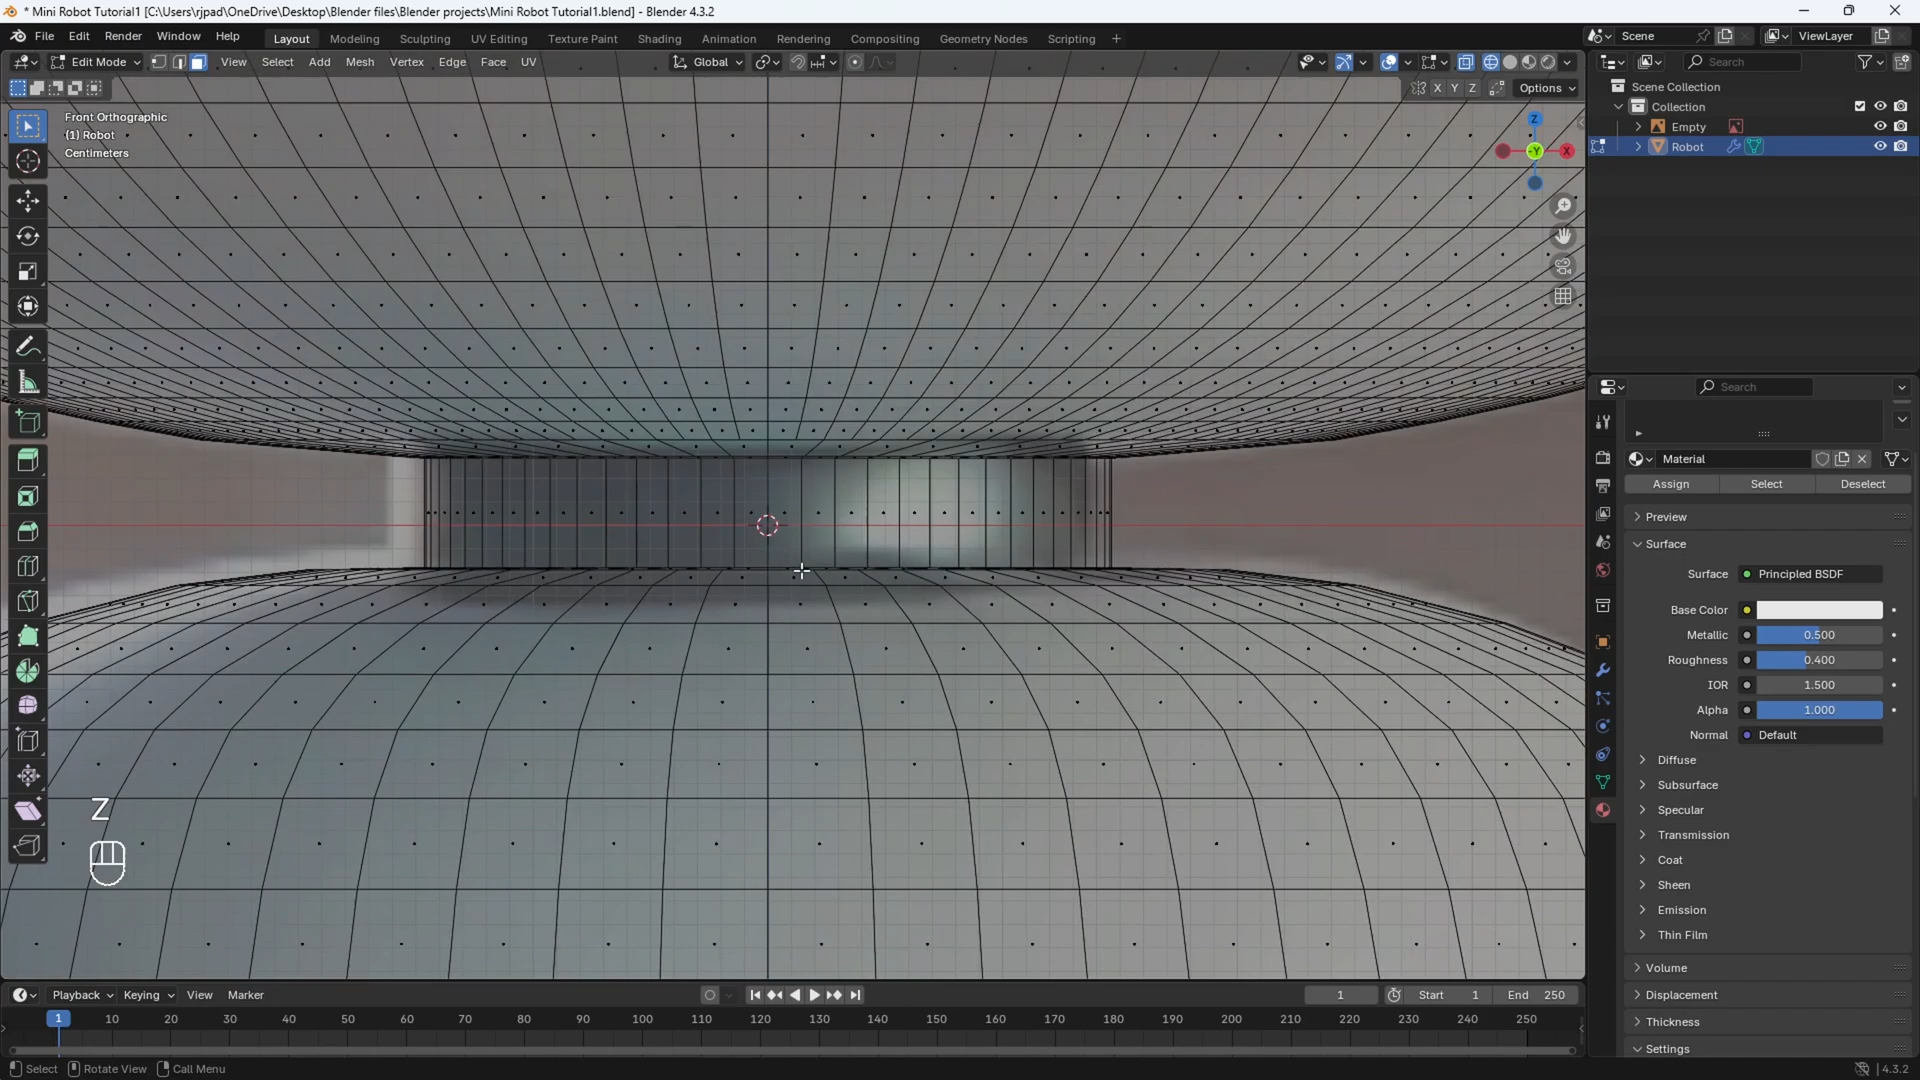 * Mini Robot Tutorial1 [C:\Users\rjpad\OneDrive\Desktop\Blender files\Blender projects\Mini Robot Tutorial1.blend] - Blender 4.3.2
File Edit Render Window Help
Layout Modeling Sculpting UV Editing Texture Paint Shading Animation Rendering Compositing Geometry Nodes Scripting +
Scene
ViewLayer
Edit Mode View Select Add Mesh Vertex Edge Face UV
Global
Search
X Y Z Options
Front Orthographic
(1) Robot
Centimeters
Z
-Y
X
Scene Collection
Collection
Empty
Robot
Search
Material
Assign Select Deselect
Preview
Surface
Surface Principled BSDF
Base Color
Metallic 0.500
Roughness 0.400
IOR 1.500
Alpha 1.000
Normal Default
Diffuse
Subsurface
Specular
Transmission
Coat
Sheen
Emission
Thin Film
Volume
Displacement
Thickness
Settings
Z
Playback Keying View Marker
1 Start 1 End 250
1 10 20 30 40 50 60 70 80 90 100 110 120 130 140 150 160 170 180 190 200 210 220 230 240 250
Select Rotate View Call Menu
4.3.2